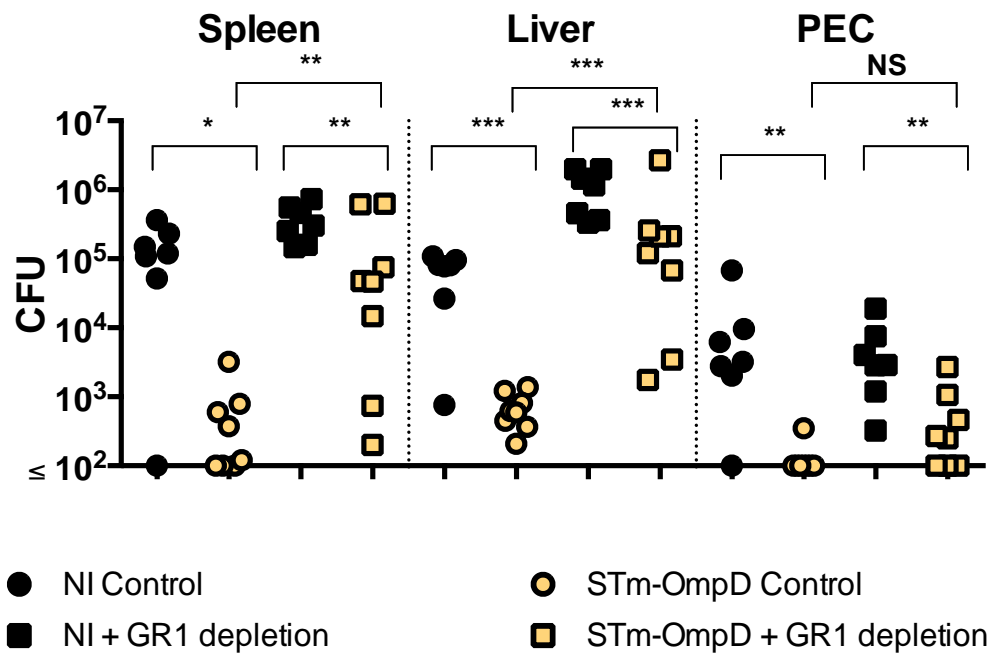 Spleen Liver PEC
** *** NS
* ** *** *** ** **
10⁷
10⁶
10⁵
10⁴
10³
≤ 10²
CFU
NI Control STm-OmpD Control
NI + GR1 depletion STm-OmpD + GR1 depletion